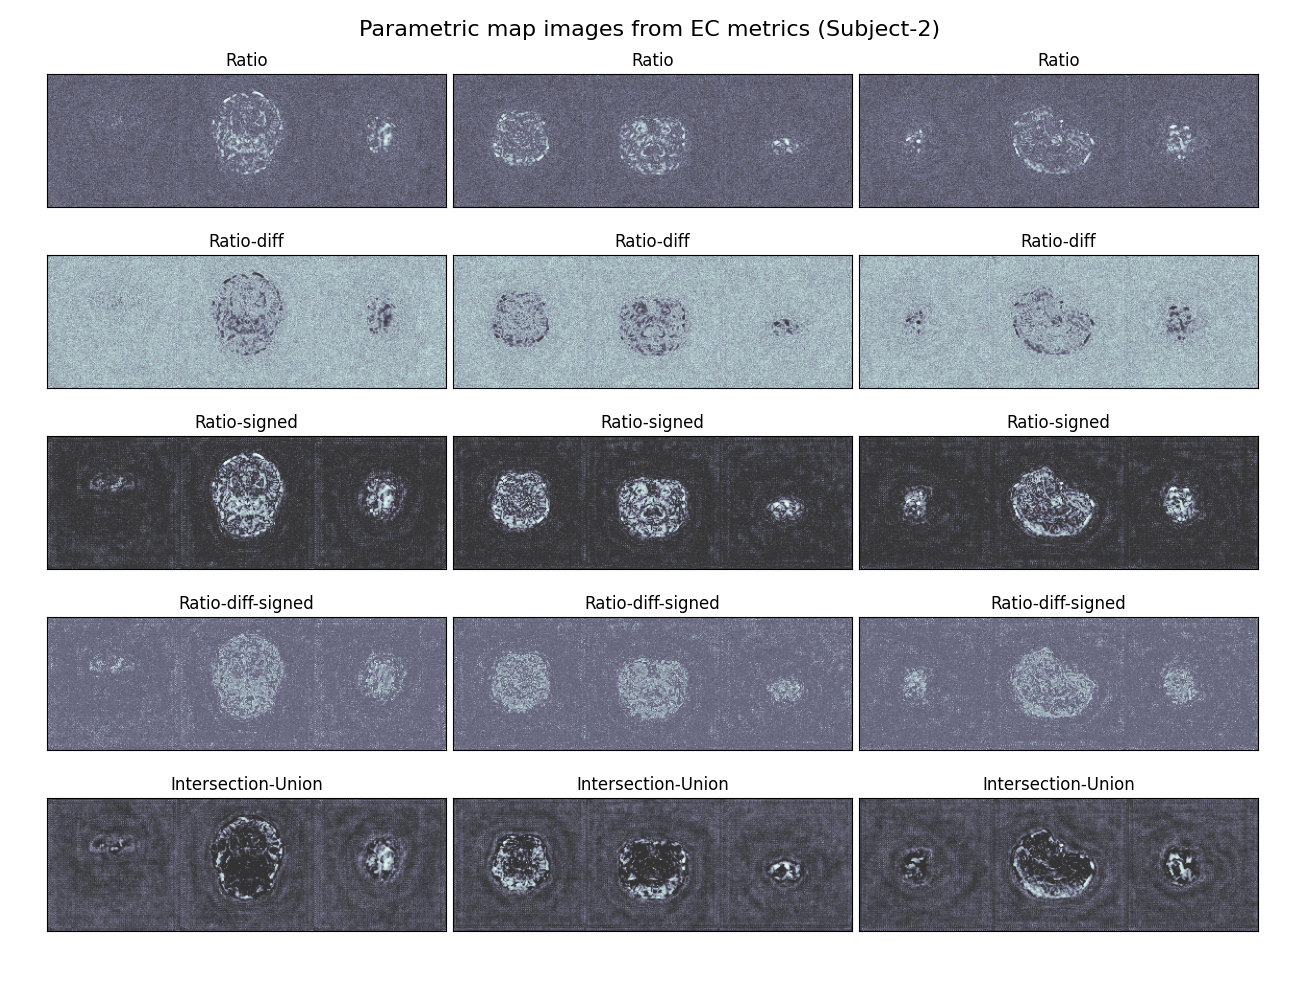 Parametric map images from EC metrics (Subject-2)
Ratio Ratio Ratio
Ratio-diff Ratio-diff Ratio-diff
Ratio-signed Ratio-signed Ratio-signed
Ratio-diff-signed Ratio-diff-signed Ratio-diff-signed
Intersection-Union Intersection-Union Intersection-Union